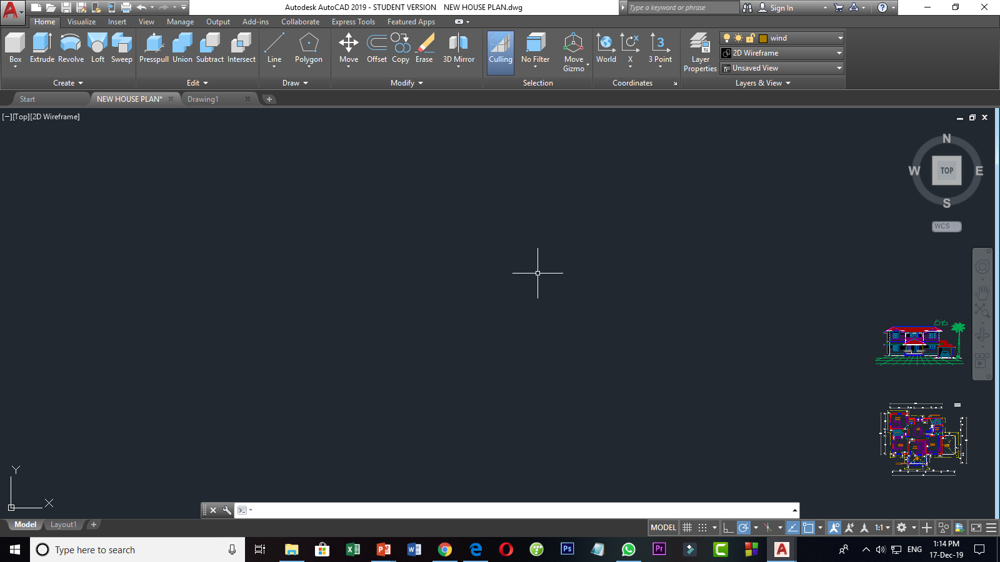 Autodesk AutoCAD 2019 - STUDENT VERSION NEW HOUSE PLAN.dwg
Type a keyword or phrase
Sign In
Home Visualize Insert View Manage Output Add-ins Collaborate Express Tools Featured Apps
Box Extrude Revolve Loft Sweep
Presspull Union Subtract Intersect
Line Polygon
Move Offset Copy Erase 3D Mirror
Culling No Filter Move Gizmo
World X 3 Point
Layer Properties
wind
2D Wireframe
Unsaved View
Create Edit Draw Modify Selection Coordinates Layers & View
Start NEW HOUSE PLAN* Drawing1
[−][Top][2D Wireframe]
N
W TOP E
S
WCS
Y
X
Model Layout1
MODEL 1:1
Type here to search
ENG
1:14 PM
17-Dec-19